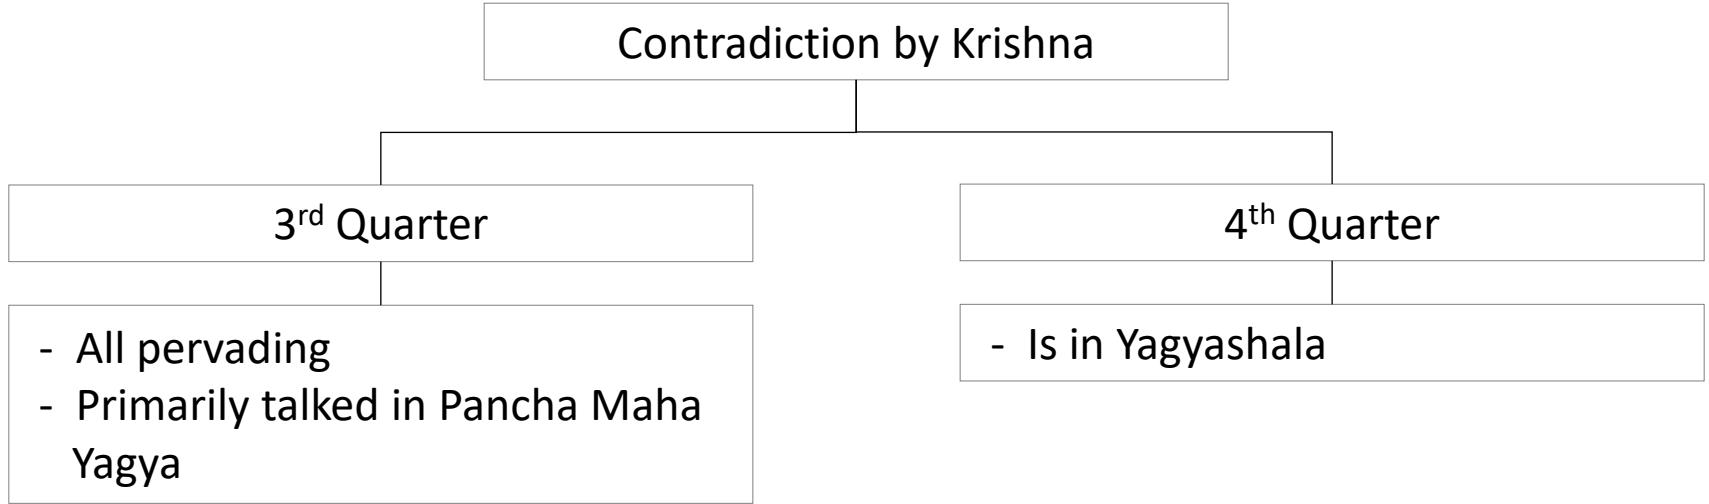 Contradiction by Krishna
3rd Quarter
- All pervading
- Primarily talked in Pancha Maha
Yagya
4th Quarter
- Is in Yagyashala